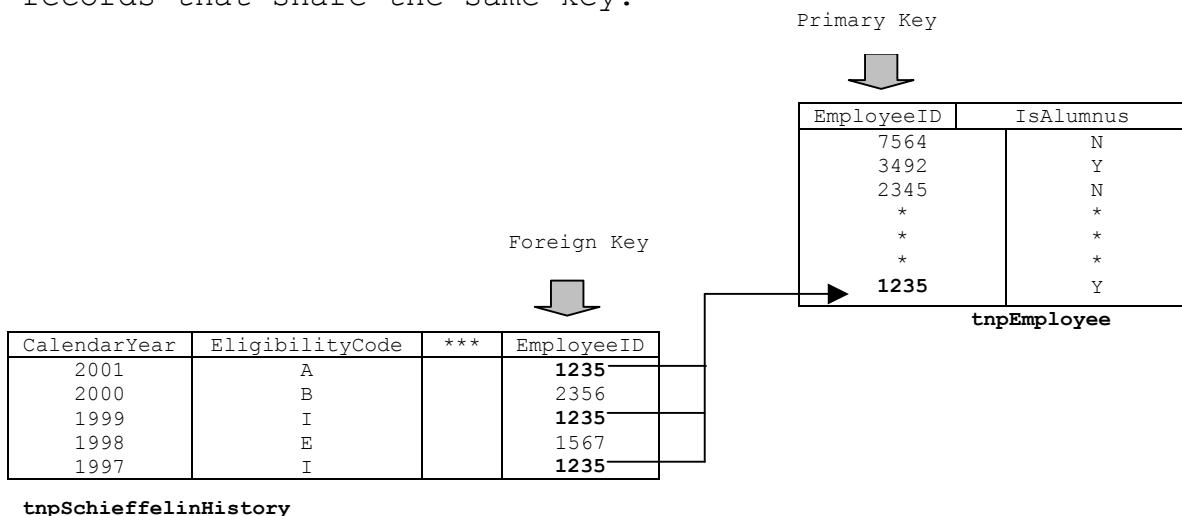 records that share the same key.
Primary Key
EmployeeID IsAlumnus
7564 N
3492 Y
2345 N
* *
* *
* *
1235 Y
tnpEmployee
Foreign Key
CalendarYear EligibilityCode *** EmployeeID
2001 A 1235
2000 B 2356
1999 I 1235
1998 E 1567
1997 I 1235
tnpSchieffelinHistory